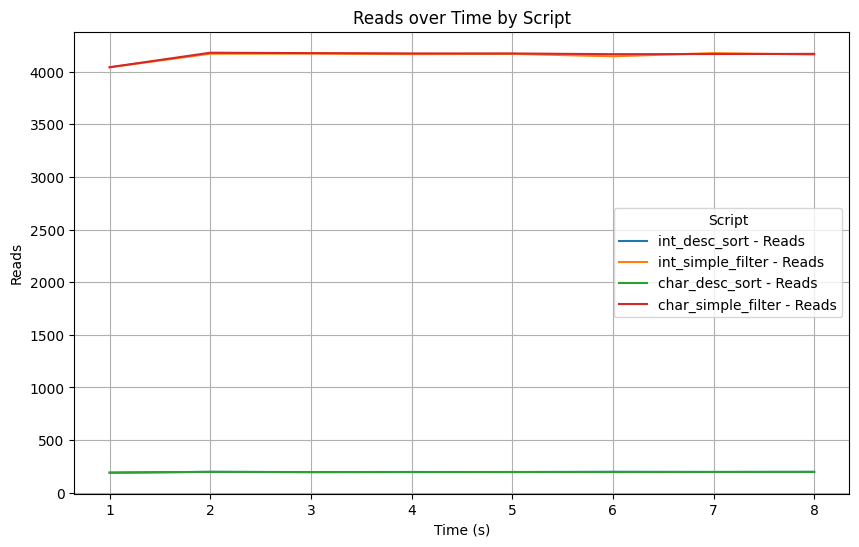 Reads over Time by Script
Reads
4000
3500
3000
2500
2000
1500
1000
500
0
Script
int_desc_sort - Reads
int_simple_filter - Reads
char_desc_sort - Reads
char_simple_filter - Reads
1 2 3 4 5 6 7 8
Time (s)